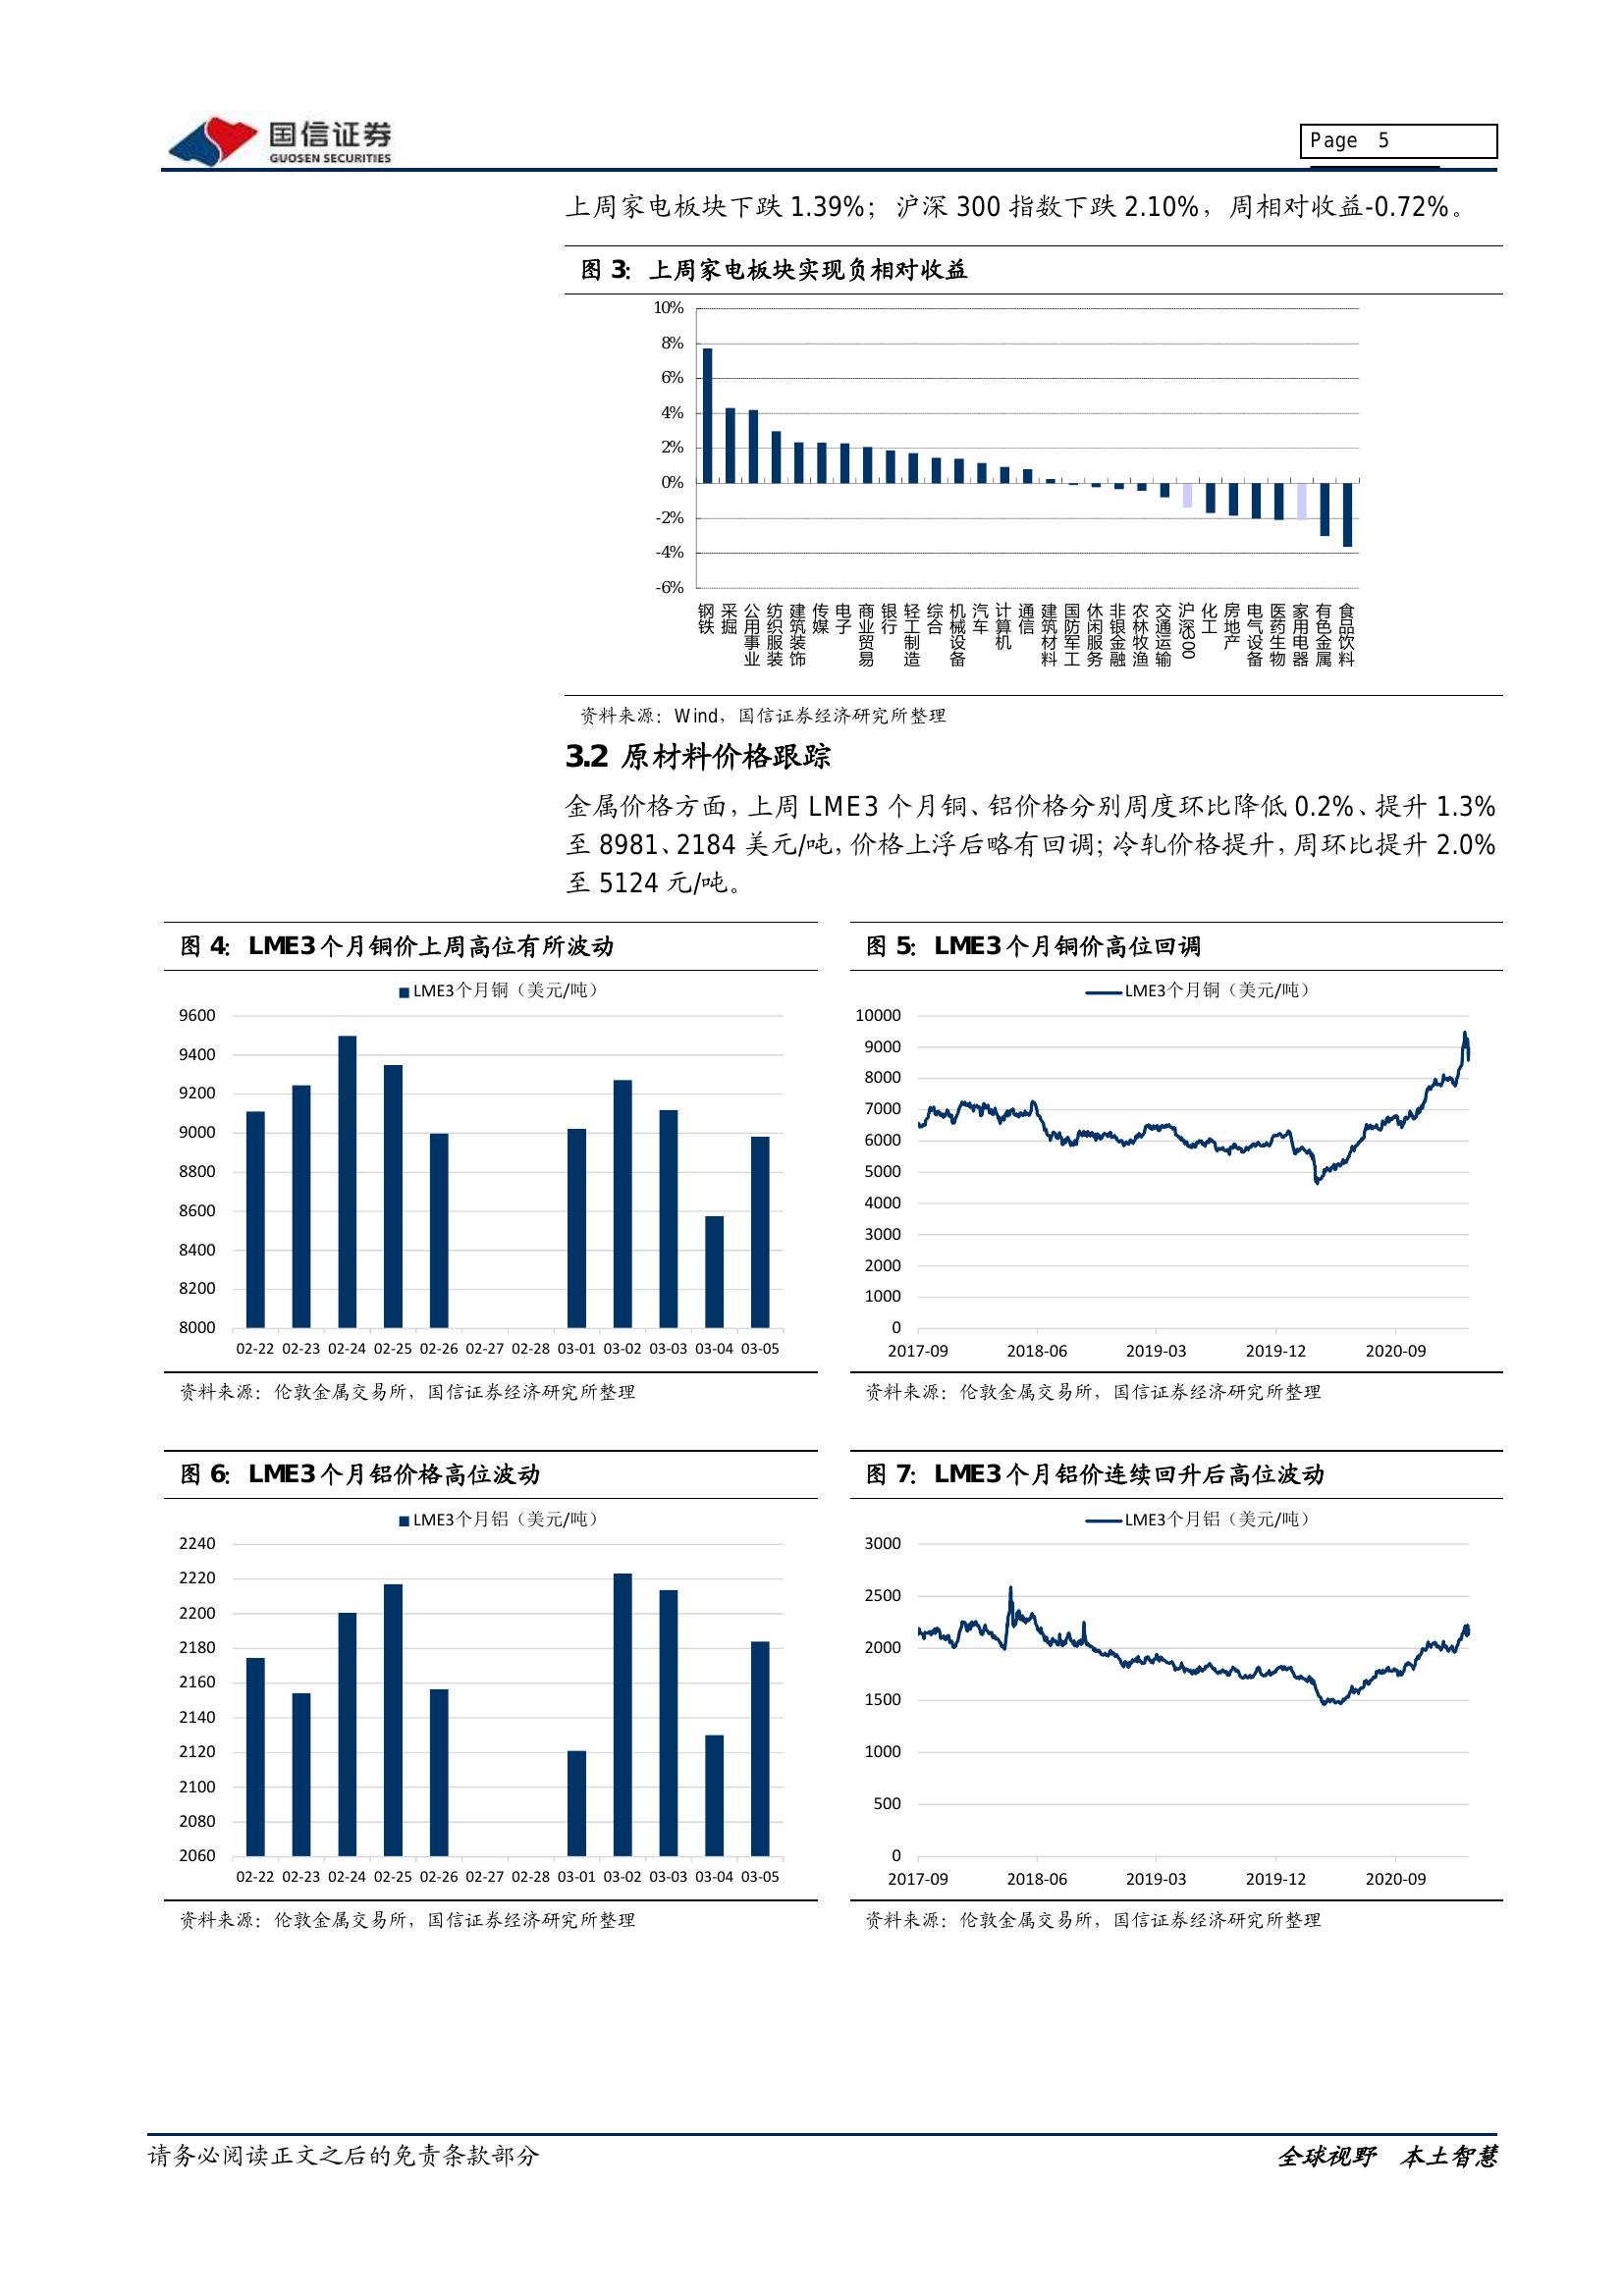 国信证券
GUOSEN SECURITIES
Page 5
上周家电板块下跌 1.39%；沪深 300 指数下跌 2.10%，周相对收益-0.72%。
图 3：上周家电板块实现负相对收益
10%
8%
6%
4%
2%
0%
-2%
-4%
-6%
钢铁 采掘 公用事业 纺织服装 建筑装饰 传媒 电子 商业贸易 银行 轻工制造 综合 机械设备 汽车 计算机 通信 建筑材料 国防军工 休闲服务 非银金融 农林牧渔 交通运输 沪深300 化工 房地产 电气设备 医药生物 家用电器 有色金属 食品饮料
资料来源：Wind，国信证券经济研究所整理
3.2 原材料价格跟踪
金属价格方面，上周 LME3 个月铜、铝价格分别周度环比降低 0.2%、提升 1.3%
至 8981、2184 美元/吨，价格上浮后略有回调；冷轧价格提升，周环比提升 2.0%
至 5124 元/吨。
图 4：LME3 个月铜价上周高位有所波动
LME3个月铜（美元/吨）
9600
9400
9200
9000
8800
8600
8400
8200
8000
02-22 02-23 02-24 02-25 02-26 02-27 02-28 03-01 03-02 03-03 03-04 03-05
资料来源：伦敦金属交易所，国信证券经济研究所整理
图 5：LME3 个月铜价高位回调
LME3个月铜（美元/吨）
10000
9000
8000
7000
6000
5000
4000
3000
2000
1000
0
2017-09 2018-06 2019-03 2019-12 2020-09
资料来源：伦敦金属交易所，国信证券经济研究所整理
图 6：LME3 个月铝价格高位波动
LME3个月铝（美元/吨）
2240
2220
2200
2180
2160
2140
2120
2100
2080
2060
02-22 02-23 02-24 02-25 02-26 02-27 02-28 03-01 03-02 03-03 03-04 03-05
资料来源：伦敦金属交易所，国信证券经济研究所整理
图 7：LME3 个月铝价连续回升后高位波动
LME3个月铝（美元/吨）
3000
2500
2000
1500
1000
500
0
2017-09 2018-06 2019-03 2019-12 2020-09
资料来源：伦敦金属交易所，国信证券经济研究所整理
请务必阅读正文之后的免责条款部分
全球视野 本土智慧